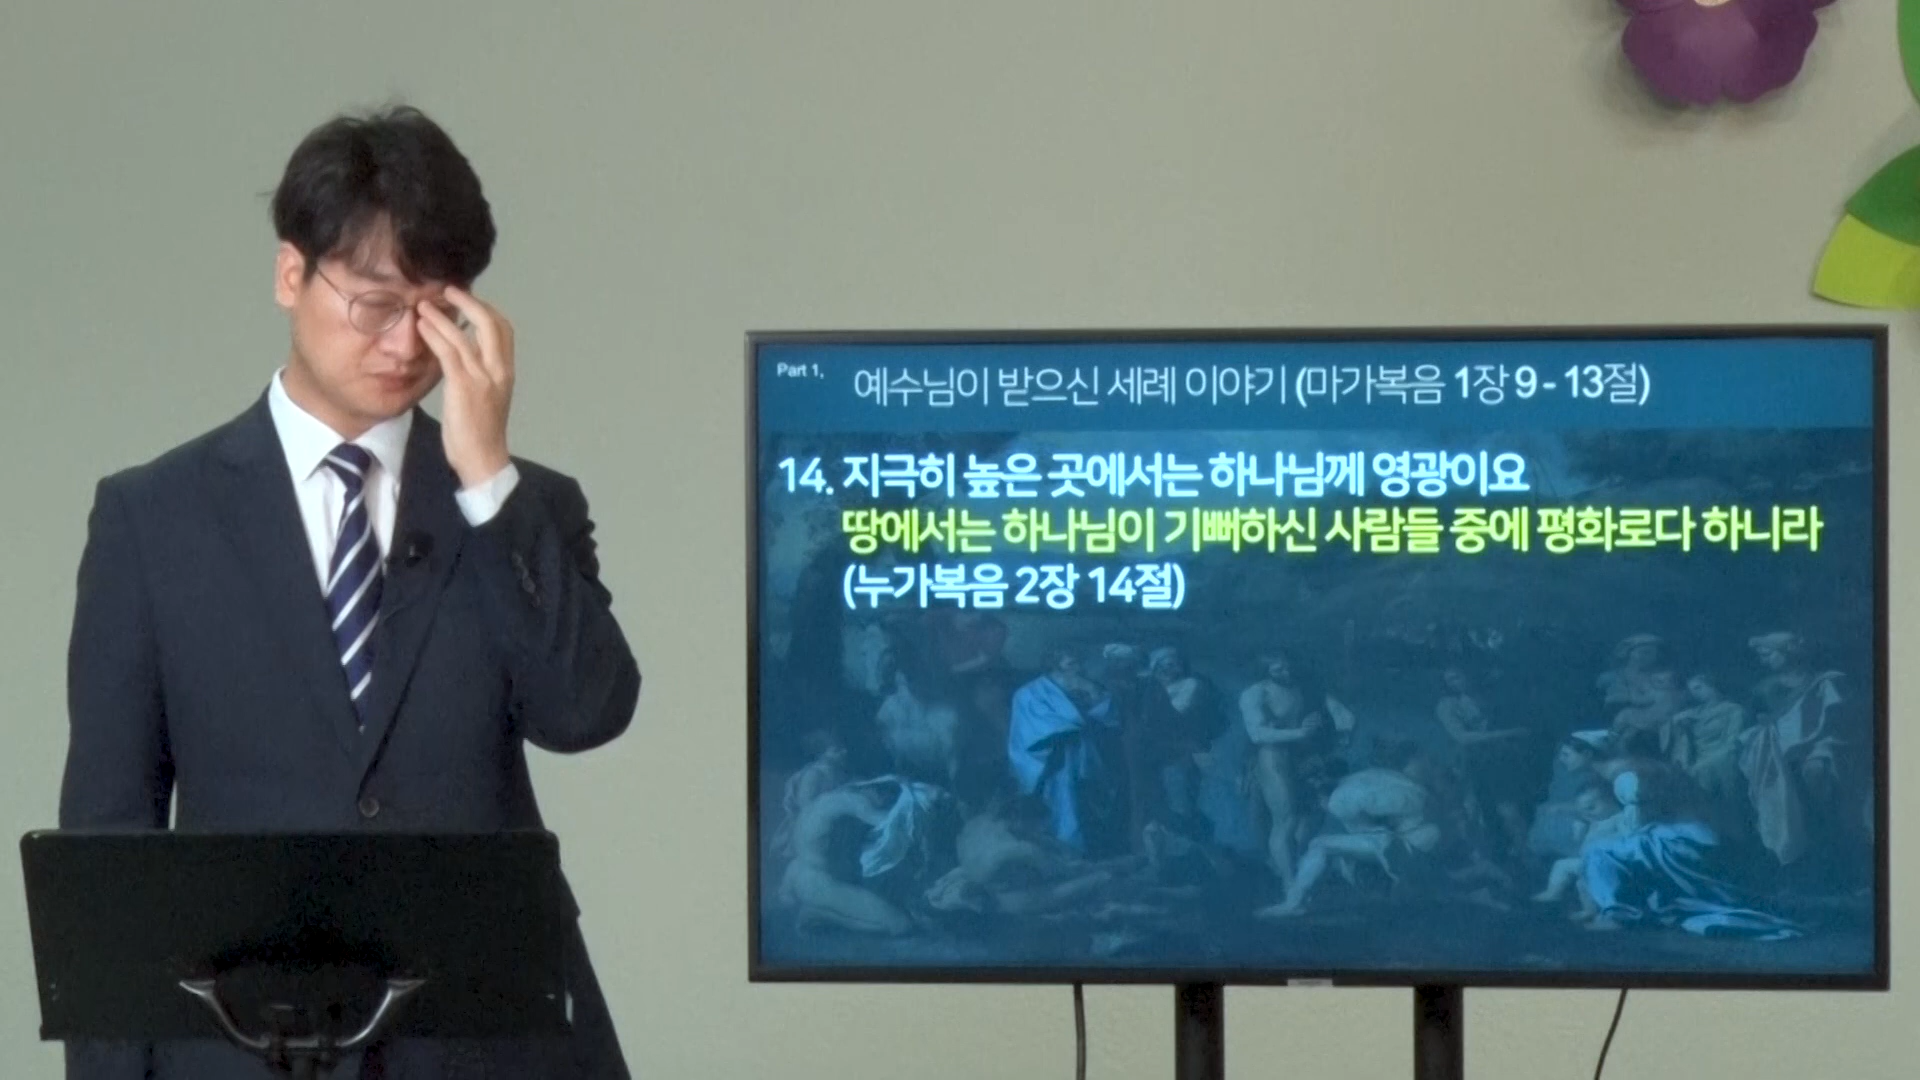 Part 1,
예수님이 받으신 세례 이야기 (마가복음 1장 9 - 13절)
14. 지극히 높은 곳에서는 하나님께 영광이요
땅에서는 하나님이 기뻐하신 사람들 중에 평화로다 하니라
(누가복음 2장 14절)